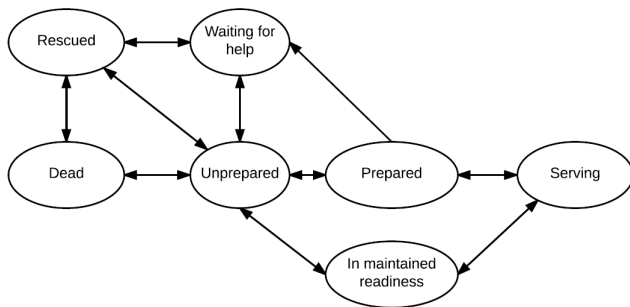 Rescued
Waiting for
help
Dead
Unprepared
Prepared
Serving
In maintained
readiness